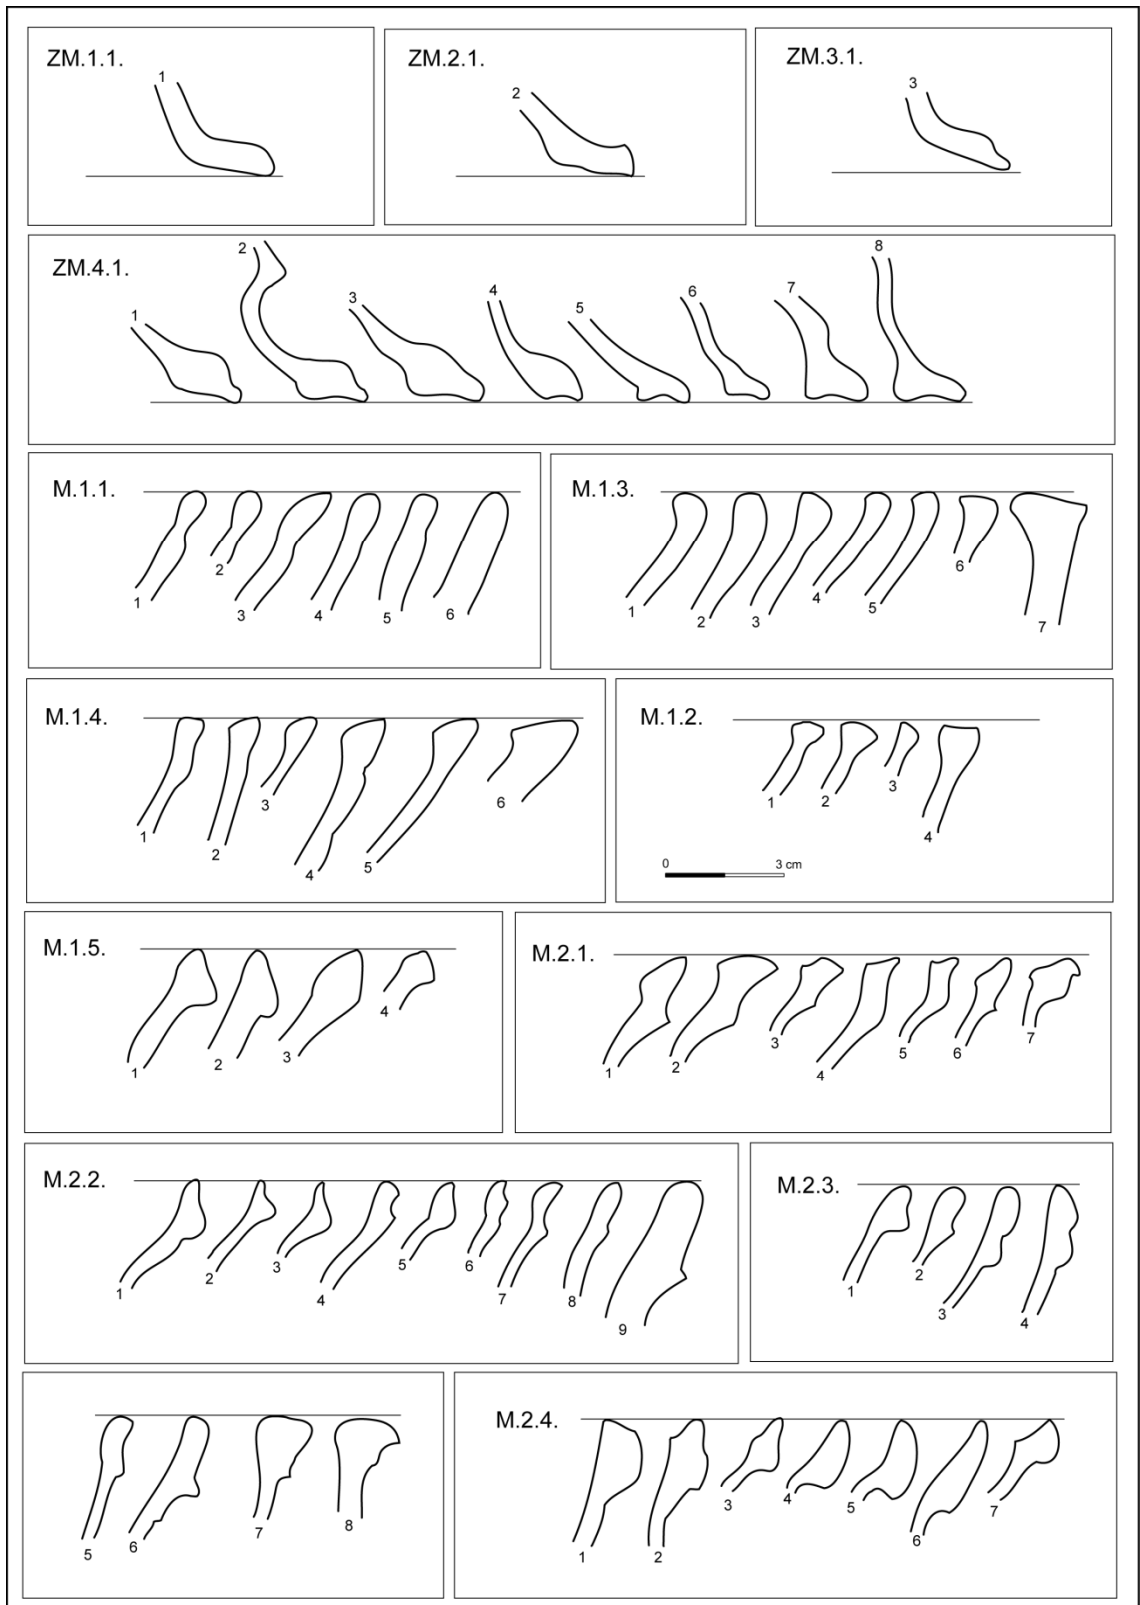 ZM.1.1.
1
ZM.2.1.
2
ZM.3.1.
3
ZM.4.1.
1 2 3 4 5 6 7 8
M.1.1.
1 2 3 4 5 6
M.1.3.
1 2 3 4 5 6 7
M.1.4.
1 2 3 4 5 6
M.1.2.
1 2 3 4
0 3 cm
M.1.5.
1 2 3 4
M.2.1.
1 2 3 4 5 6 7
M.2.2.
1 2 3 4 5 6 7 8 9
M.2.3.
1 2 3 4
5 6 7 8
M.2.4.
1 2 3 4 5 6 7